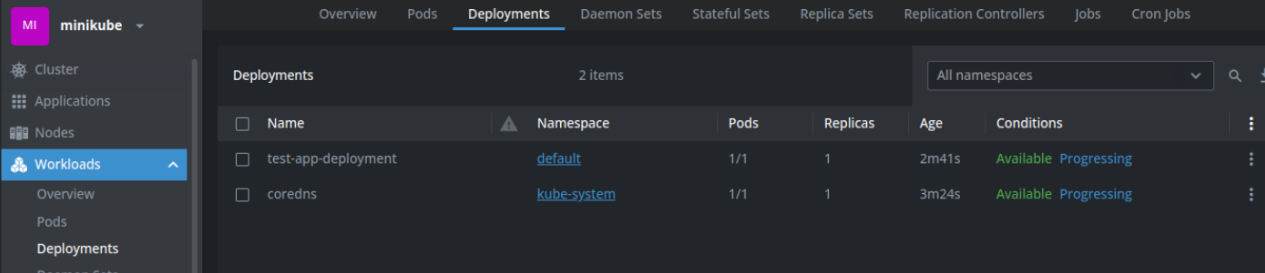 MI minikube
Overview Pods Deployments Daemon Sets Stateful Sets Replica Sets Replication Controllers Jobs Cron Jobs
Cluster
Applications
Nodes
Workloads
Overview
Pods
Deployments
Daemon Sets
Deployments 2 items All namespaces
Name Namespace Pods Replicas Age Conditions
test-app-deployment default 1/1 1 2m41s Available Progressing
coredns kube-system 1/1 1 3m24s Available Progressing